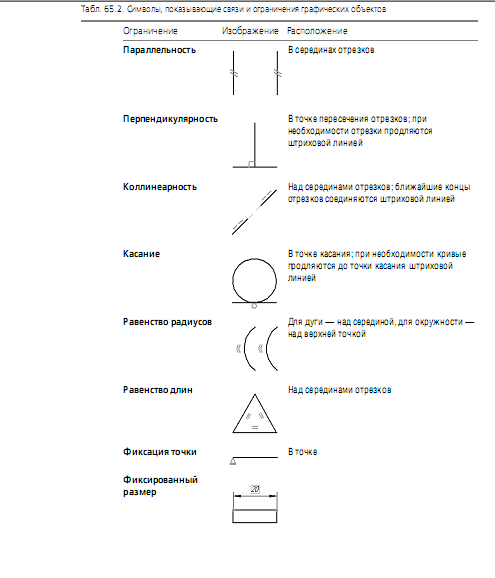 Табл. 65.2. Символы, показывающие связи и ограничения графических объектов
Ограничение Изображение Расположение
Параллельность В серединах отрезков
Перпендикулярность В точке пересечения отрезков; при
необходимости отрезки продляются
штриховой линией
Коллинеарность Над серединами отрезков; ближайшие концы
отрезков соединяются штриховой линией
Касание В точке касания; при необходимости кривые
продляются до точки касания штриховой
линией
Равенство радиусов Для дуги — над серединой, для окружности —
над верхней точкой
Равенство длин Над серединами отрезков
Фиксация точки В точке
Фиксированный
размер
20